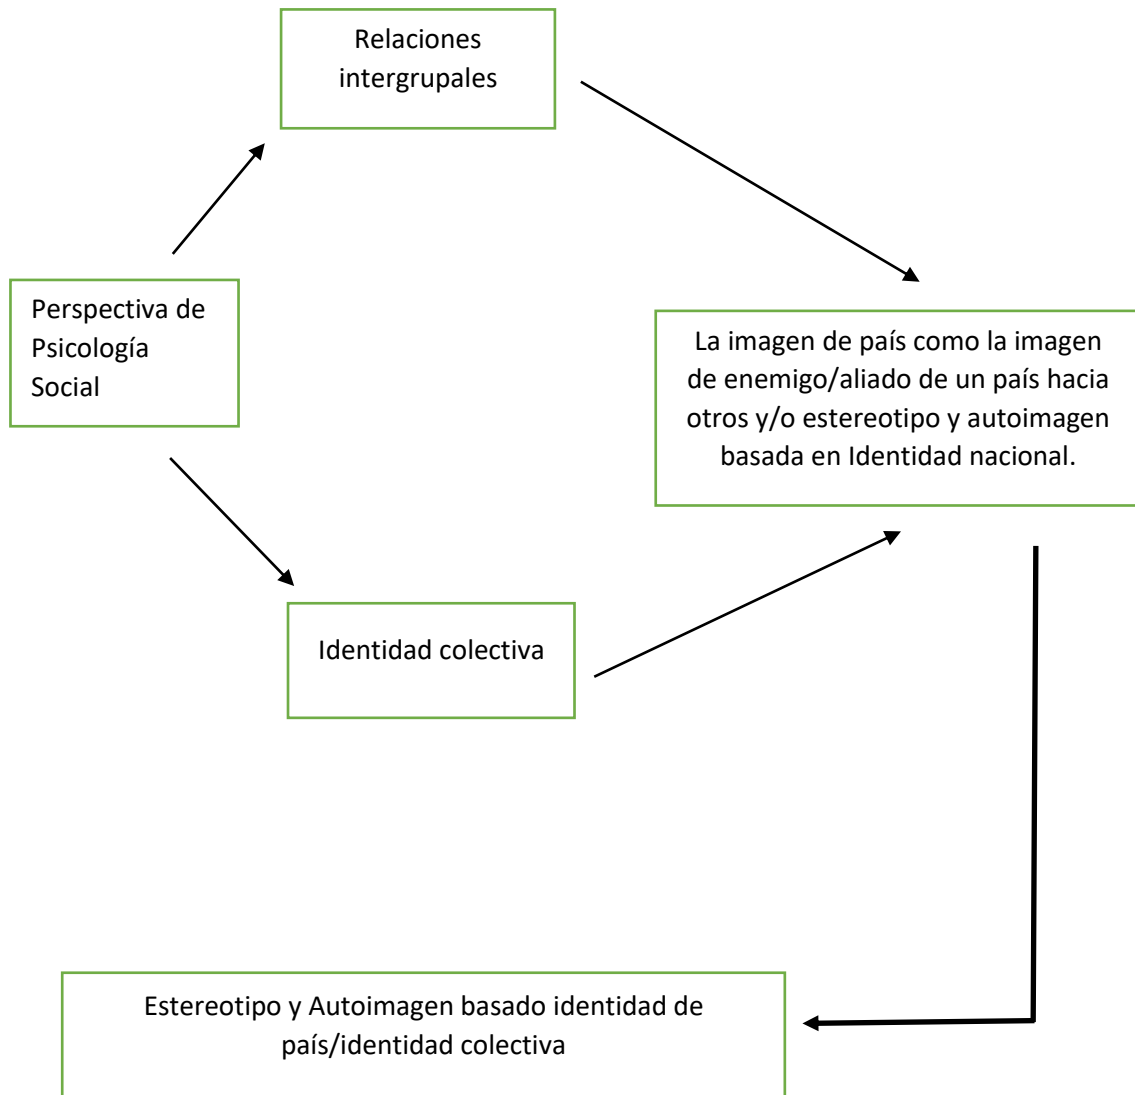 Relaciones
intergrupales
Perspectiva de
Psicología
Social
La imagen de país como la imagen
de enemigo/aliado de un país hacia
otros y/o estereotipo y autoimagen
basada en Identidad nacional.
Identidad colectiva
Estereotipo y Autoimagen basado identidad de
país/identidad colectiva